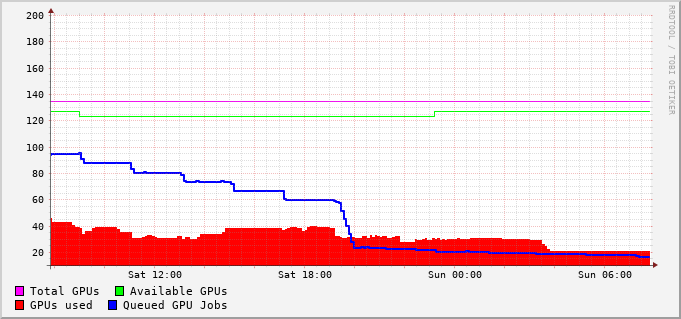 200
180
160
140
120
100
80
60
40
20
Sat 12:00 Sat 18:00 Sun 00:00 Sun 06:00
Total GPUs Available GPUs
GPUs used Queued GPU Jobs
RRDTOOL / TOBI OETIKER